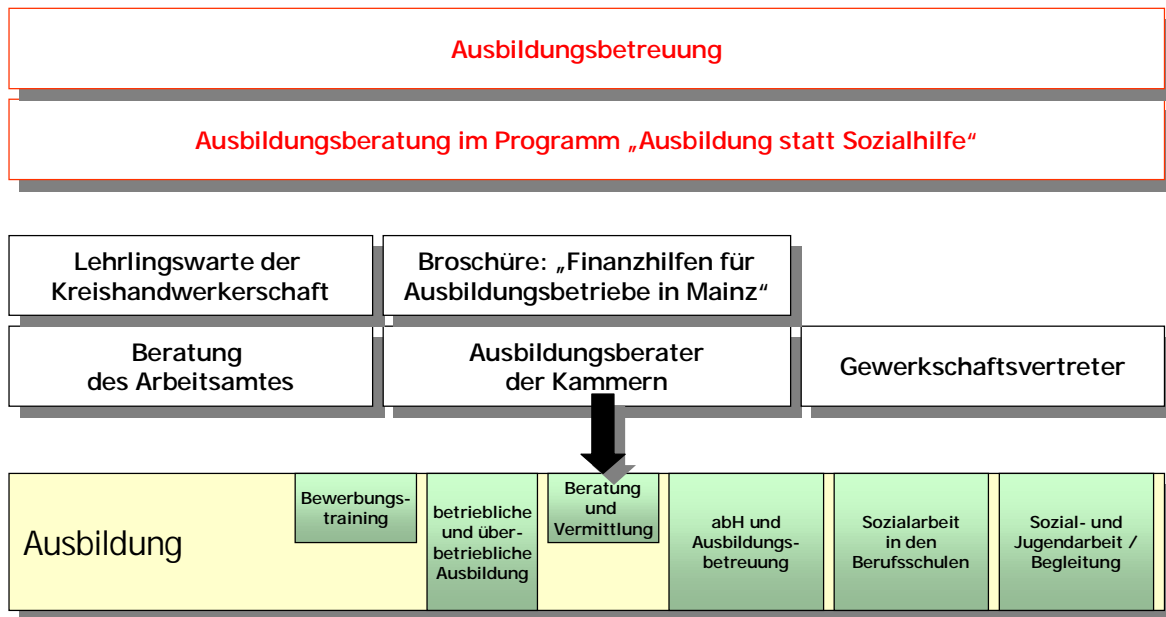 Ausbildungsbetreuung
Ausbildungsberatung im Programm „Ausbildung statt Sozialhilfe“
Lehrlingswarte der
Kreishandwerkerschaft
Broschüre: „Finanzhilfen für
Ausbildungsbetriebe in Mainz“
Beratung
des Arbeitsamtes
Ausbildungsberater
der Kammern
Gewerkschaftsvertreter
Ausbildung
Bewerbungs-
training
betriebliche
und über-
betriebliche
Ausbildung
Beratung
und
Vermittlung
abH und
Ausbildungs-
betreuung
Sozialarbeit
in den
Berufsschulen
Sozial- und
Jugendarbeit /
Begleitung